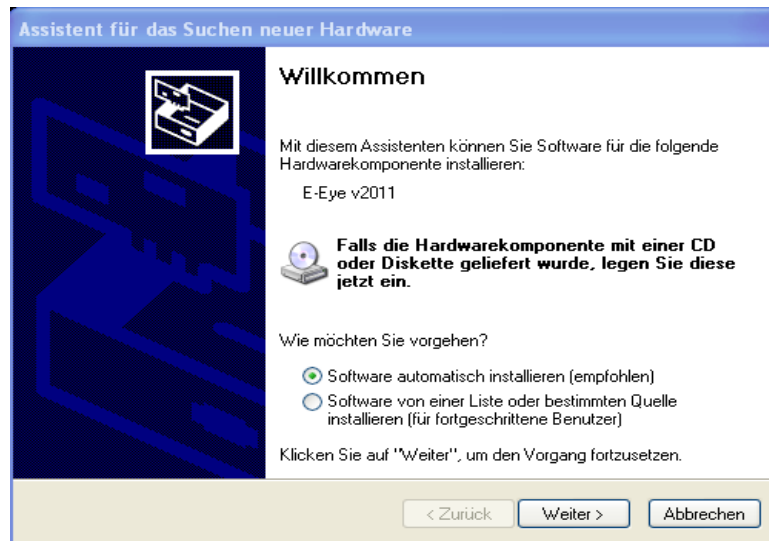 Assistent für das Suchen neuer Hardware
Willkommen
Mit diesem Assistenten können Sie Software für die folgende
Hardwarekomponente installieren:
E-Eye v2011
Falls die Hardwarekomponente mit einer CD
oder Diskette geliefert wurde, legen Sie diese
jetzt ein.
Wie möchten Sie vorgehen?
Software automatisch installieren (empfohlen)
Software von einer Liste oder bestimmten Quelle
installieren (für fortgeschrittene Benutzer)
Klicken Sie auf "Weiter", um den Vorgang fortzusetzen.
< Zurück Weiter > Abbrechen